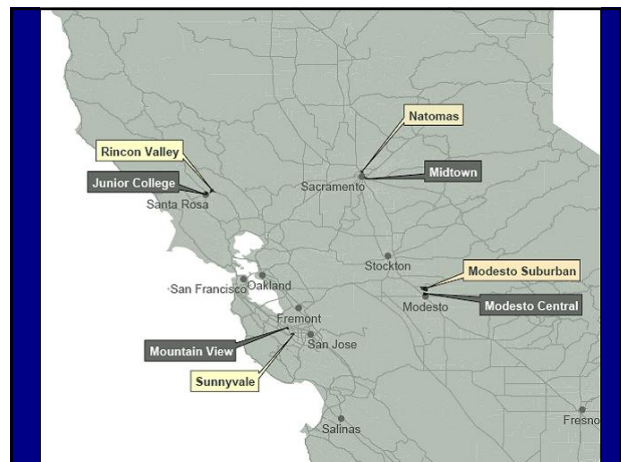 Natomas
Rincon Valley
Midtown
Junior College
Sacramento
Santa Rosa
Stockton
Modesto Suburban
San Francisco
Oakland
Modesto
Modesto Central
Fremont
Mountain View
San Jose
Sunnyvale
Fresno
Salinas